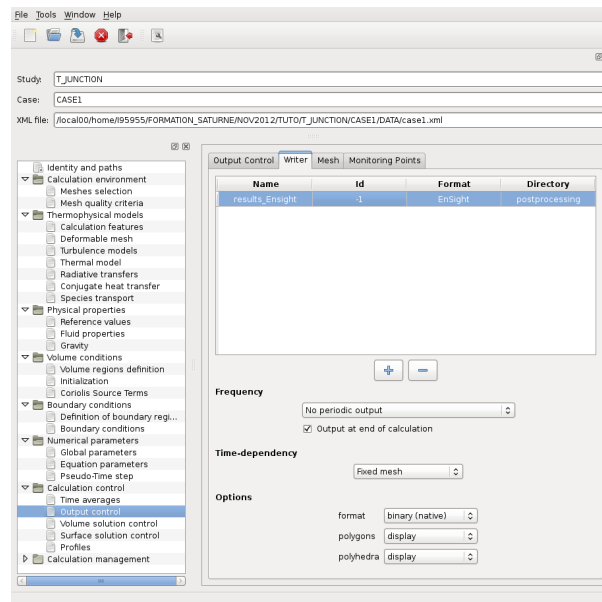 File Tools Window Help
Study: T_JUNCTION
Case: CASE1
XML file: /local00/home/I95955/FORMATION_SATURNE/NOV2012/TUTO/T_JUNCTION/CASE1/DATA/case1.xml
Identity and paths
Calculation environment
Meshes selection
Mesh quality criteria
Thermophysical models
Calculation features
Deformable mesh
Turbulence models
Thermal model
Radiative transfers
Conjugate heat transfer
Species transport
Physical properties
Reference values
Fluid properties
Gravity
Volume conditions
Volume regions definition
Initialization
Coriolis Source Terms
Boundary conditions
Definition of boundary regi...
Boundary conditions
Numerical parameters
Global parameters
Equation parameters
Pseudo-Time step
Calculation control
Time averages
Output control
Volume solution control
Surface solution control
Profiles
Calculation management
Output Control Writer Mesh Monitoring Points
Name Id Format Directory
results_Ensight -1 EnSight postprocessing
Frequency
No periodic output
Output at end of calculation
Time-dependency
Fixed mesh
Options
format binary (native)
polygons display
polyhedra display